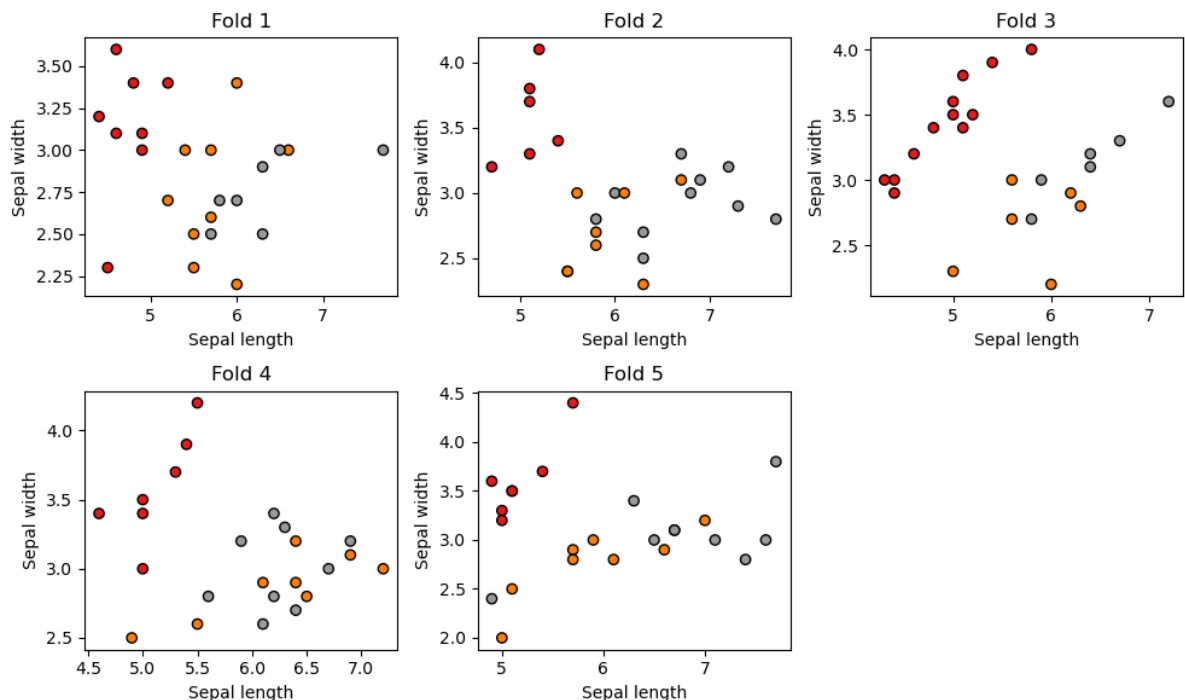 Fold 1
3.50
3.25
3.00
2.75
2.50
2.25
Sepal width
5 6 7
Sepal length
Fold 2
4.0
3.5
3.0
2.5
Sepal width
5 6 7
Sepal length
Fold 3
4.0
3.5
3.0
2.5
Sepal width
5 6 7
Sepal length
Fold 4
4.0
3.5
3.0
2.5
Sepal width
4.5 5.0 5.5 6.0 6.5 7.0
Sepal length
Fold 5
4.5
4.0
3.5
3.0
2.5
2.0
Sepal width
5 6 7
Sepal length